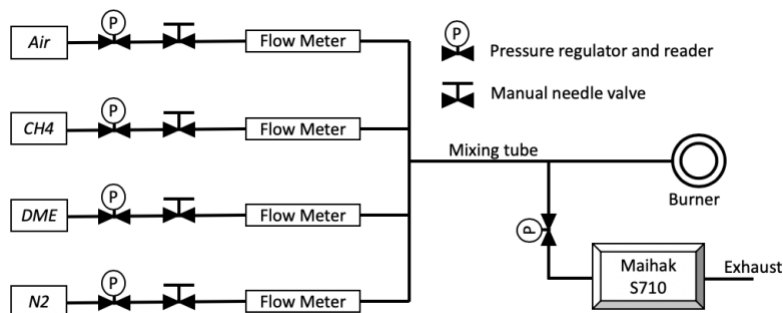 Air P Flow Meter
P Pressure regulator and reader
Manual needle valve
CH4 P Flow Meter
Mixing tube
Burner
DME P Flow Meter
P
Maihak
S710
Exhaust
N2 P Flow Meter